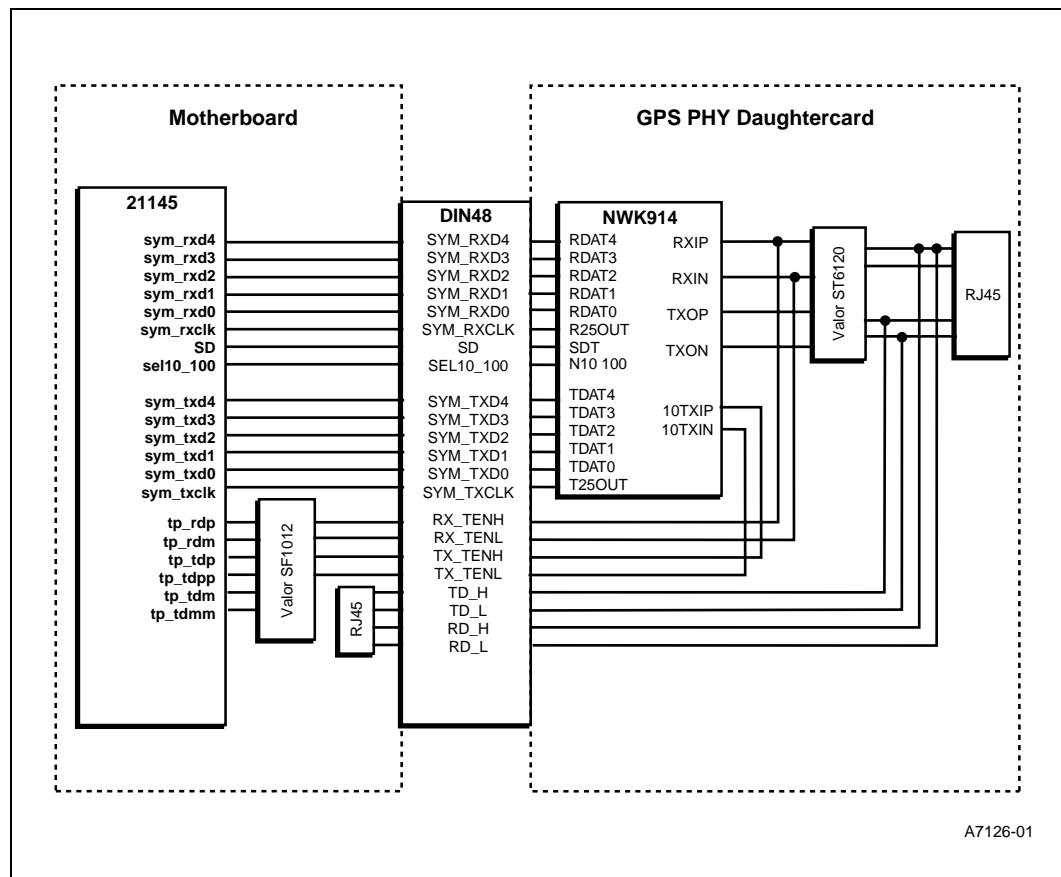 Motherboard
GPS PHY Daughtercard
21145
sym_rxd4
sym_rxd3
sym_rxd2
sym_rxd1
sym_rxd0
sym_rxclk
SD
sel10_100
sym_txd4
sym_txd3
sym_txd2
sym_txd1
sym_txd0
sym_txclk
tp_rdp
tp_rdm
tp_tdp
tp_tdpp
tp_tdm
tp_tdmm
Valor SF1012
RJ45
DIN48
SYM_RXD4
SYM_RXD3
SYM_RXD2
SYM_RXD1
SYM_RXD0
SYM_RXCLK
SD
SEL10_100
SYM_TXD4
SYM_TXD3
SYM_TXD2
SYM_TXD1
SYM_TXD0
SYM_TXCLK
RX_TENH
RX_TENL
TX_TENH
TX_TENL
TD_H
TD_L
RD_H
RD_L
NWK914
RDAT4
RDAT3
RDAT2
RDAT1
RDAT0
R25OUT
SDT
N10 100
TDAT4
TDAT3
TDAT2
TDAT1
TDAT0
T25OUT
RXIP
RXIN
TXOP
TXON
10TXIP
10TXIN
Valor ST6120
RJ45
A7126-01